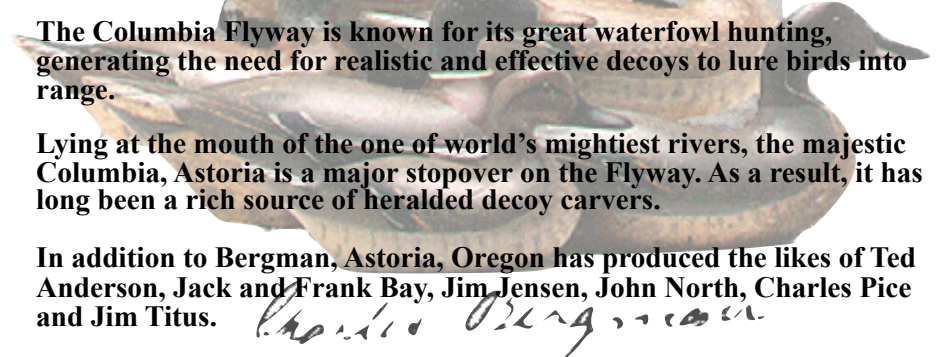 The Columbia Flyway is known for its great waterfowl hunting,
generating the need for realistic and effective decoys to lure birds into
range.
Lying at the mouth of the one of world's mightiest rivers, the majestic
Columbia, Astoria is a major stopover on the Flyway. As a result, it has
long been a rich source of heralded decoy carvers.
In addition to Bergman, Astoria, Oregon has produced the likes of Ted
Anderson, Jack and Frank Bay, Jim Jensen, John North, Charles Pice
and Jim Titus.
Charles Bergman